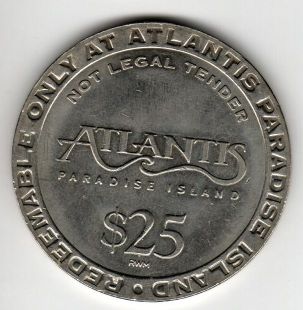 REDEEMABLE ONLY AT ATLANTIS PARADISE ISLAND •
NOT LEGAL TENDER
ATLANTIS
PARADISE ISLAND
$25
RWM